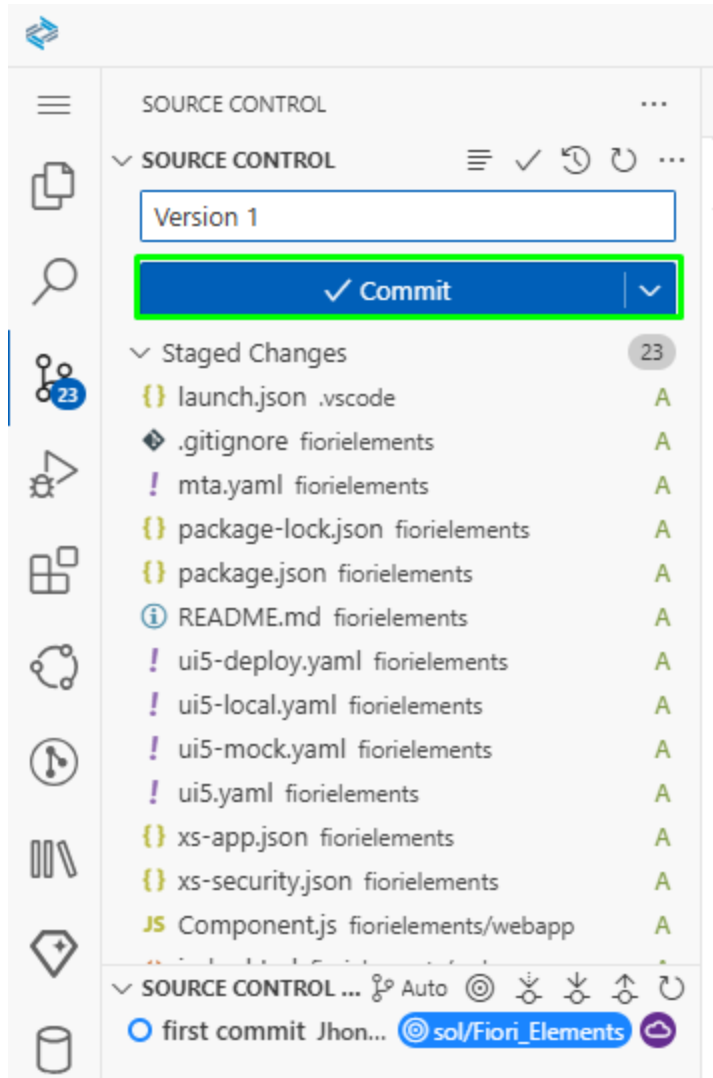 SOURCE CONTROL
SOURCE CONTROL
Version 1
Commit
Staged Changes 23
{} launch.json .vscode A
.gitignore fiorielements A
! mta.yaml fiorielements A
{} package-lock.json fiorielements A
{} package.json fiorielements A
README.md fiorielements A
! ui5-deploy.yaml fiorielements A
! ui5-local.yaml fiorielements A
! ui5-mock.yaml fiorielements A
! ui5.yaml fiorielements A
{} xs-app.json fiorielements A
{} xs-security.json fiorielements A
JS Component.js fiorielements/webapp A
23
SOURCE CONTROL ... Auto
first commit Jhon... sol/Fiori_Elements